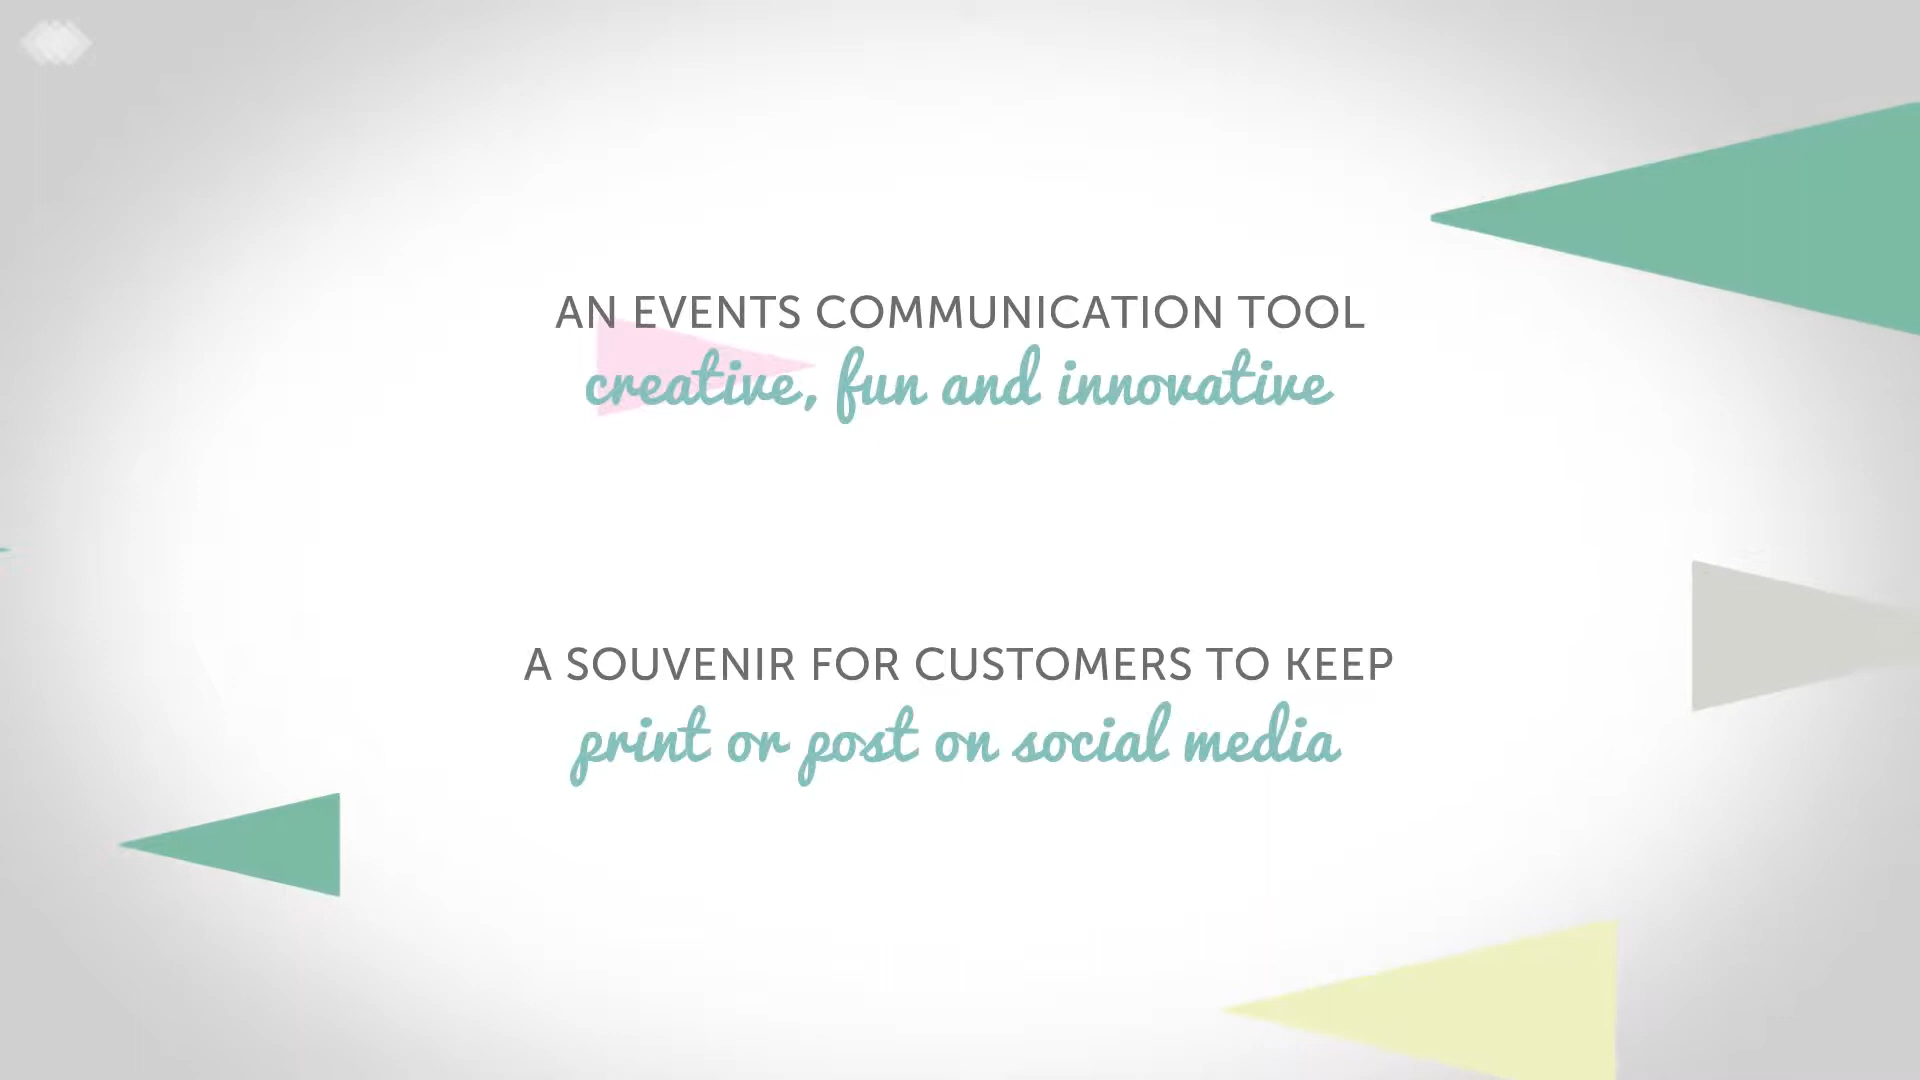 AN EVENTS COMMUNICATION TOOL
creative, fun and innovative
A SOUVENIR FOR CUSTOMERS TO KEEP
print or post on social media